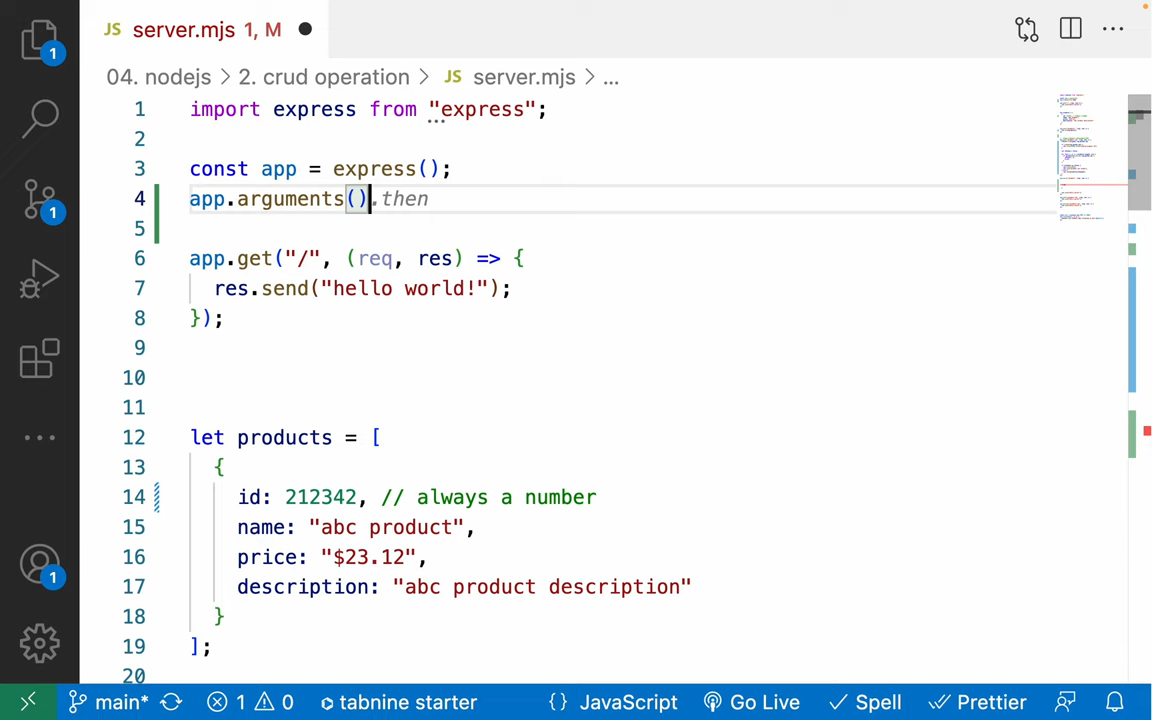 JS server.mjs 1, M
04. nodejs > 2. crud operation > JS server.mjs > ...
1 import express from "express";
2
3 const app = express();
4 app.arguments().then
5
6 app.get("/", (req, res) => {
7 res.send("hello world!");
8 });
9
10
11
12 let products = [
13 {
14 id: 212342, // always a number
15 name: "abc product",
16 price: "$23.12",
17 description: "abc product description"
18 }
19 ];
20
1
1
1
main* 1 0 tabnine starter {} JavaScript Go Live Spell Prettier